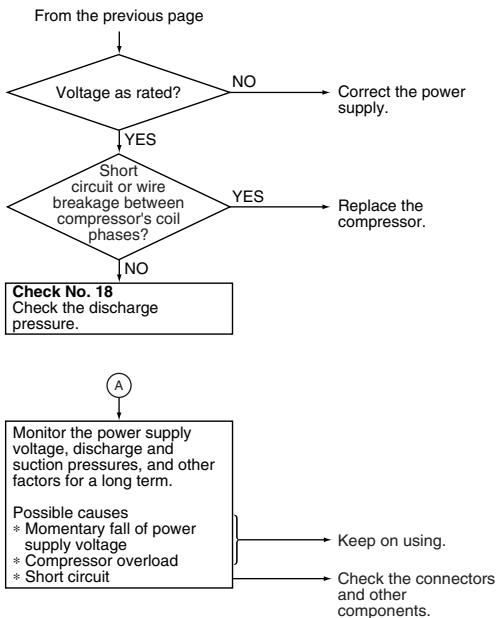 From the previous page
Voltage as rated?
NO
Correct the power
supply.
YES
Short
circuit or wire
breakage between
compressor's coil
phases?
YES
Replace the
compressor.
NO
Check No. 18
Check the discharge
pressure.
A
Monitor the power supply
voltage, discharge and
suction pressures, and other
factors for a long term.
Possible causes
* Momentary fall of power
supply voltage
* Compressor overload
* Short circuit
Keep on using.
Check the connectors
and other
components.